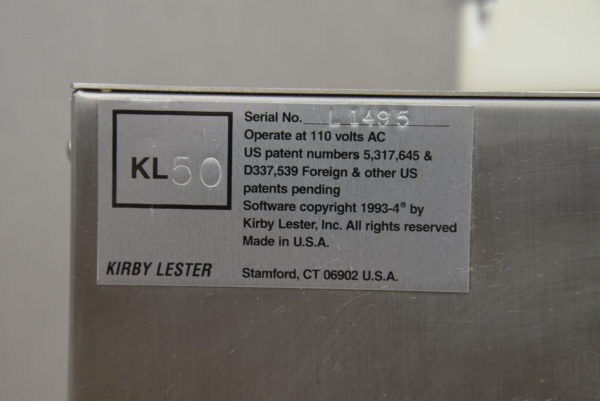 KL50
Serial No. L1495
Operate at 110 volts AC
US patent numbers 5,317,645 &
D337,539 Foreign & other US
patents pending
Software copyright 1993-4® by
Kirby Lester, Inc. All rights reserved
Made in U.S.A.
KIRBY LESTER
Stamford, CT 06902 U.S.A.